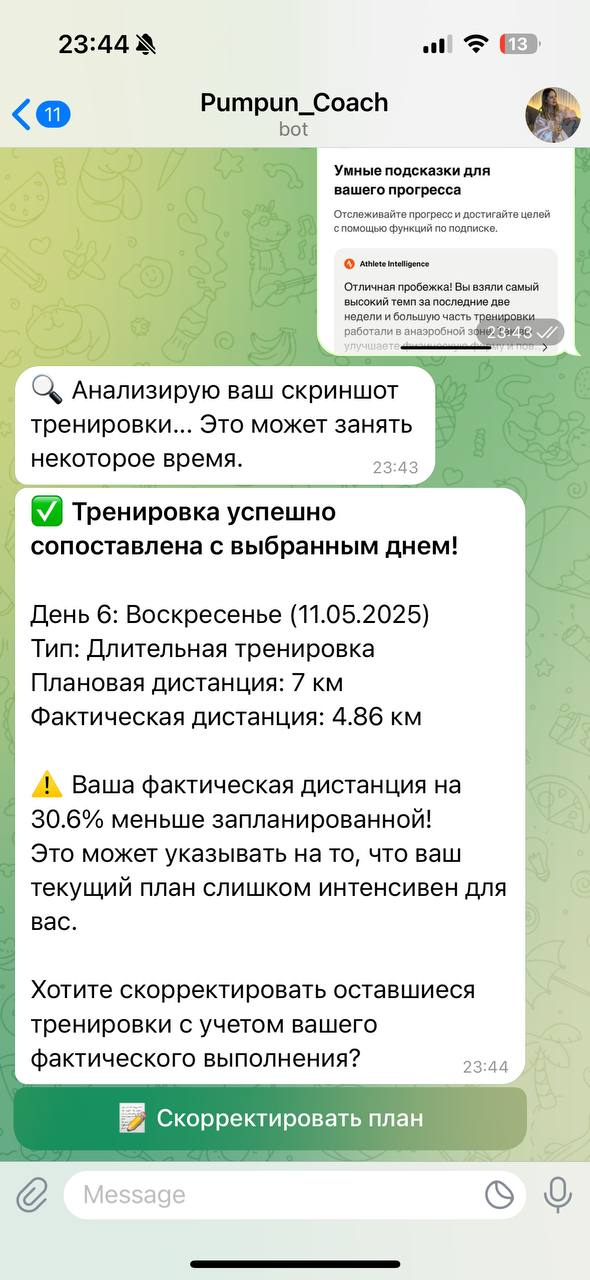 23:44
13
11
Pumpun_Coach
bot
Умные подсказки для
вашего прогресса
Отслеживайте прогресс и достигайте целей
с помощью функций по подписке.
Athlete Intelligence
Отличная пробежка! Вы взяли самый
высокий темп за последние две
недели и большую часть тренировки
работали в анаэробной зоне,
улучшаете физическую форму и пов...
23:43
🔍 Анализирую ваш скриншот
тренировки... Это может занять
некоторое время.
23:43
✅ Тренировка успешно
сопоставлена с выбранным днем!
День 6: Воскресенье (11.05.2025)
Тип: Длительная тренировка
Плановая дистанция: 7 км
Фактическая дистанция: 4.86 км
⚠️ Ваша фактическая дистанция на
30.6% меньше запланированной!
Это может указывать на то, что ваш
текущий план слишком интенсивен для
вас.
Хотите скорректировать оставшиеся
тренировки с учетом вашего
фактического выполнения?
23:44
📝 Скорректировать план
Message